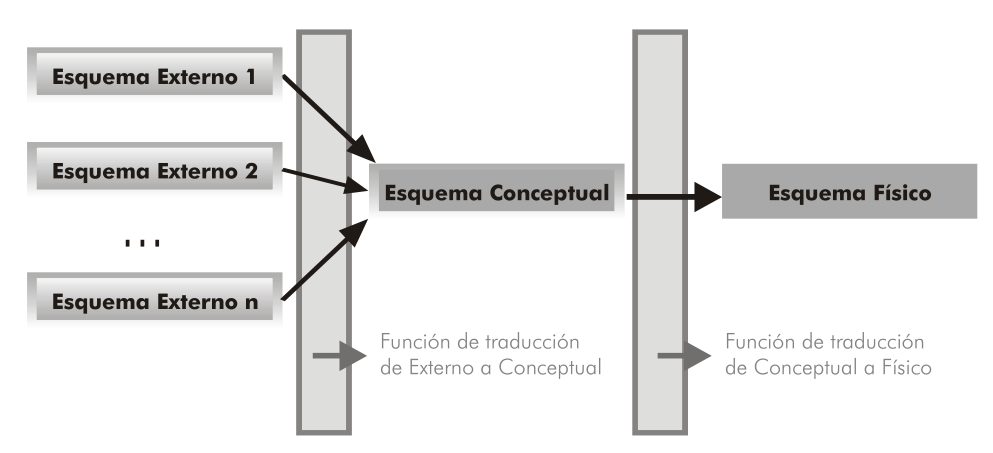 Esquema Externo 1
Esquema Externo 2
...
Esquema Externo n
Esquema Conceptual
Esquema Físico
Función de traducción
de Externo a Conceptual
Función de traducción
de Conceptual a Físico